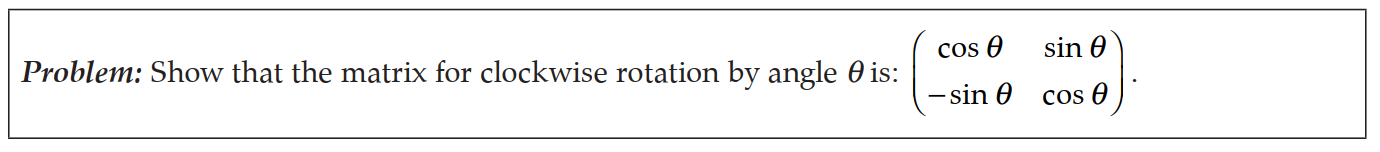 Problem: Show that the matrix for clockwise rotation by angle θ is: ( cos θ sin θ
−sin θ cos θ ) .